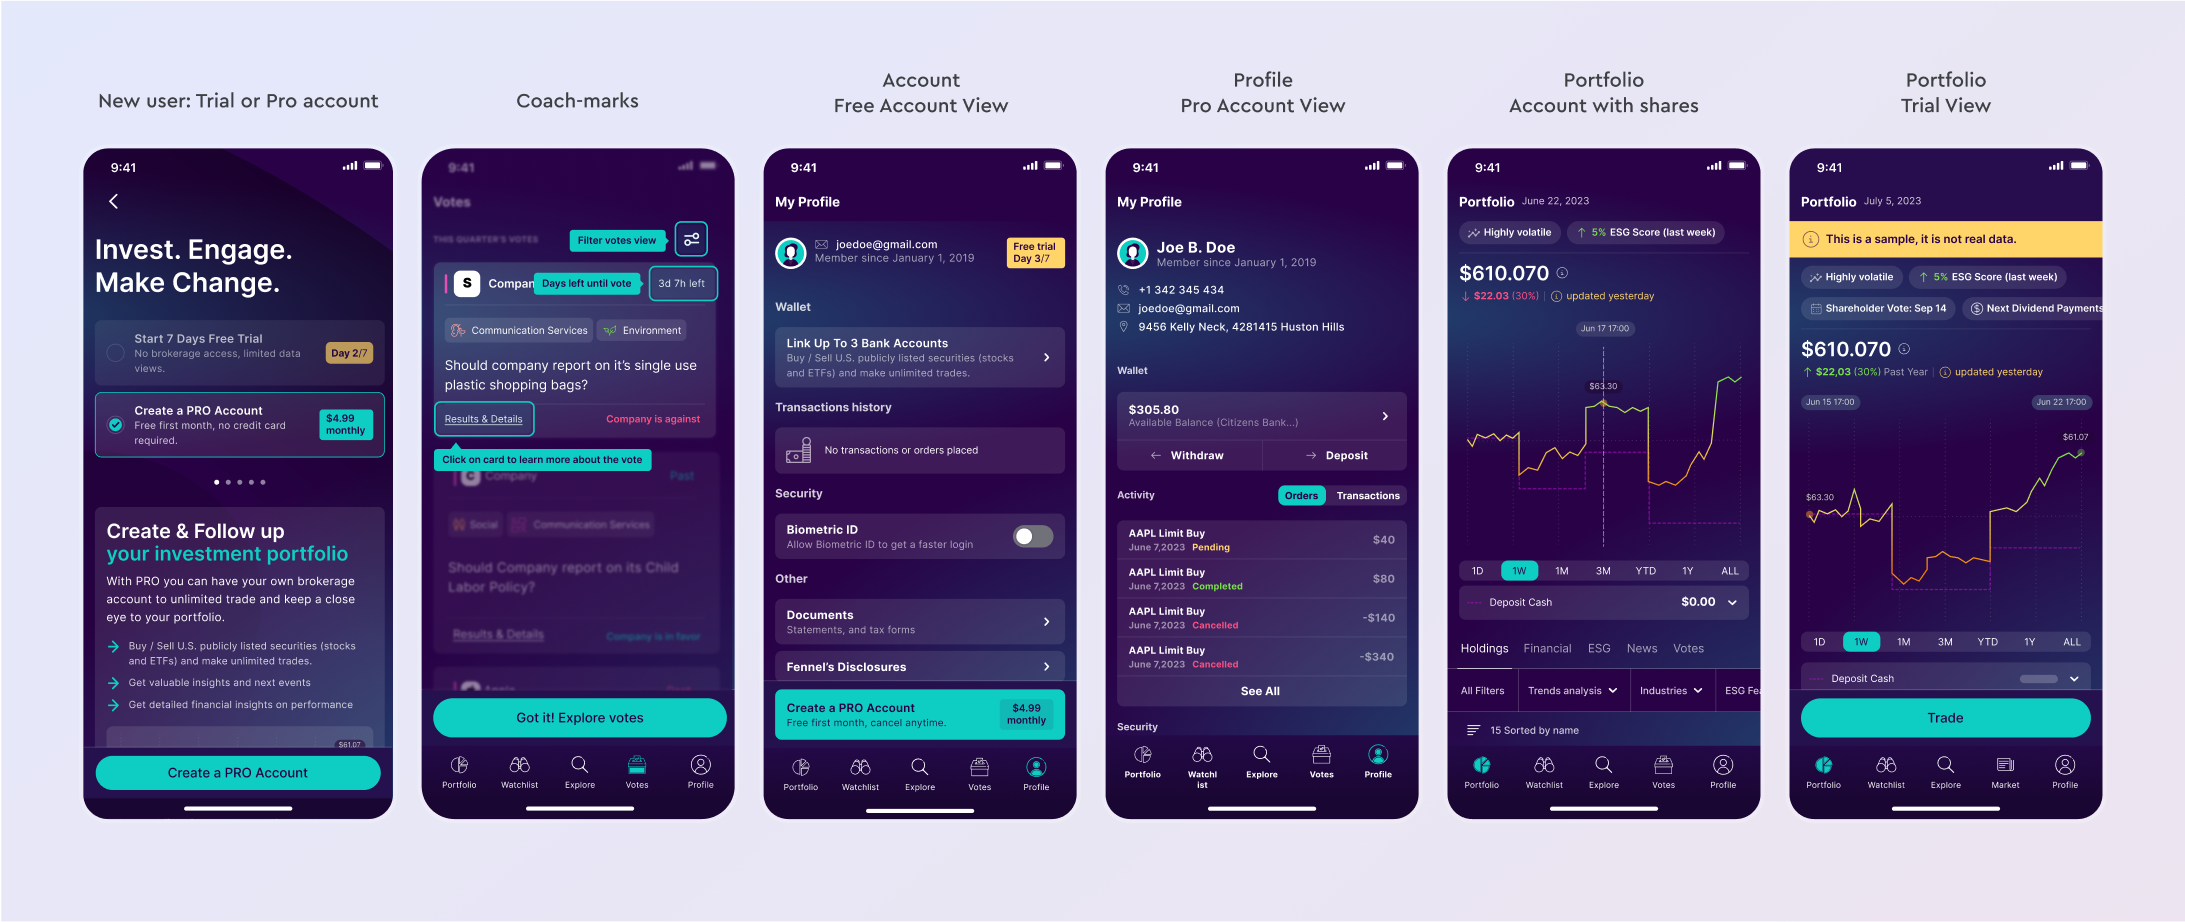 New user: Trial or Pro account
9:41
Invest. Engage.
Make Change.
Start 7 Days Free Trial
No brokerage access, limited data
views.
Day 2/7
Create a PRO Account
Free first month, no credit card
required.
$4.99
monthly
Create & Follow up
your investment portfolio
With PRO you can have your own brokerage
account to unlimited trade and keep a close
eye to your portfolio.
Buy / Sell U.S. publicly listed securities (stocks
and ETFs) and make unlimited trades.
Get valuable insights and next events
Get detailed financial insights on performance
$61.07
Create a PRO Account
Coach-marks
9:41
Votes
THIS QUARTER'S VOTES
Filter votes view
S
Compan
Days left until vote
3d 7h left
Communication Services
Environment
Should company report on it's single use
plastic shopping bags?
Results & Details
Company is against
Click on card to learn more about the vote
C
Company
Past
Social
Communication Services
Should Company report on its Child
Labor Policy?
Results & Details
Company is in favor
Got it! Explore votes
Portfolio
Watchlist
Explore
Votes
Profile
Account
Free Account View
9:41
My Profile
joedoe@gmail.com
Member since January 1, 2019
Free trial
Day 3/7
Wallet
Link Up To 3 Bank Accounts
Buy / Sell U.S. publicly listed securities (stocks
and ETFs) and make unlimited trades.
Transactions history
No transactions or orders placed
Security
Biometric ID
Allow Biometric ID to get a faster login
Other
Documents
Statements, and tax forms
Fennel's Disclosures
Create a PRO Account
Free first month, cancel anytime.
$4.99
monthly
Portfolio
Watchlist
Explore
Votes
Profile
Profile
Pro Account View
9:41
My Profile
Joe B. Doe
Member since January 1, 2019
+1 342 345 434
joedoe@gmail.com
9456 Kelly Neck, 4281415 Huston Hills
Wallet
$305.80
Available Balance (Citizens Bank...)
Withdraw
Deposit
Activity
Orders
Transactions
AAPL Limit Buy
June 7,2023 Pending
$40
AAPL Limit Buy
June 7,2023 Completed
$80
AAPL Limit Buy
June 7,2023 Cancelled
-$140
AAPL Limit Buy
June 7,2023 Cancelled
-$340
See All
Security
Portfolio
Watchl
ist
Explore
Votes
Profile
Portfolio
Account with shares
9:41
Portfolio June 22, 2023
Highly volatile
5% ESG Score (last week)
$610.070
$22.03 (30%)
updated yesterday
Jun 17 17:00
$63.30
1D
1W
1M
3M
YTD
1Y
ALL
Deposit Cash
$0.00
Holdings
Financial
ESG
News
Votes
All Filters
Trends analysis
Industries
ESG Fea
15 Sorted by name
Portfolio
Watchlist
Explore
Votes
Profile
Portfolio
Trial View
9:41
Portfolio July 5, 2023
This is a sample, it is not real data.
Highly volatile
5% ESG Score (last week)
Shareholder Vote: Sep 14
Next Dividend Payments
$610.070
$22,03 (30%) Past Year
updated yesterday
Jun 15 17:00
Jun 22 17:00
$61.07
$63.30
1D
1W
1M
3M
YTD
1Y
ALL
Deposit Cash
Trade
Portfolio
Watchlist
Explore
Market
Profile